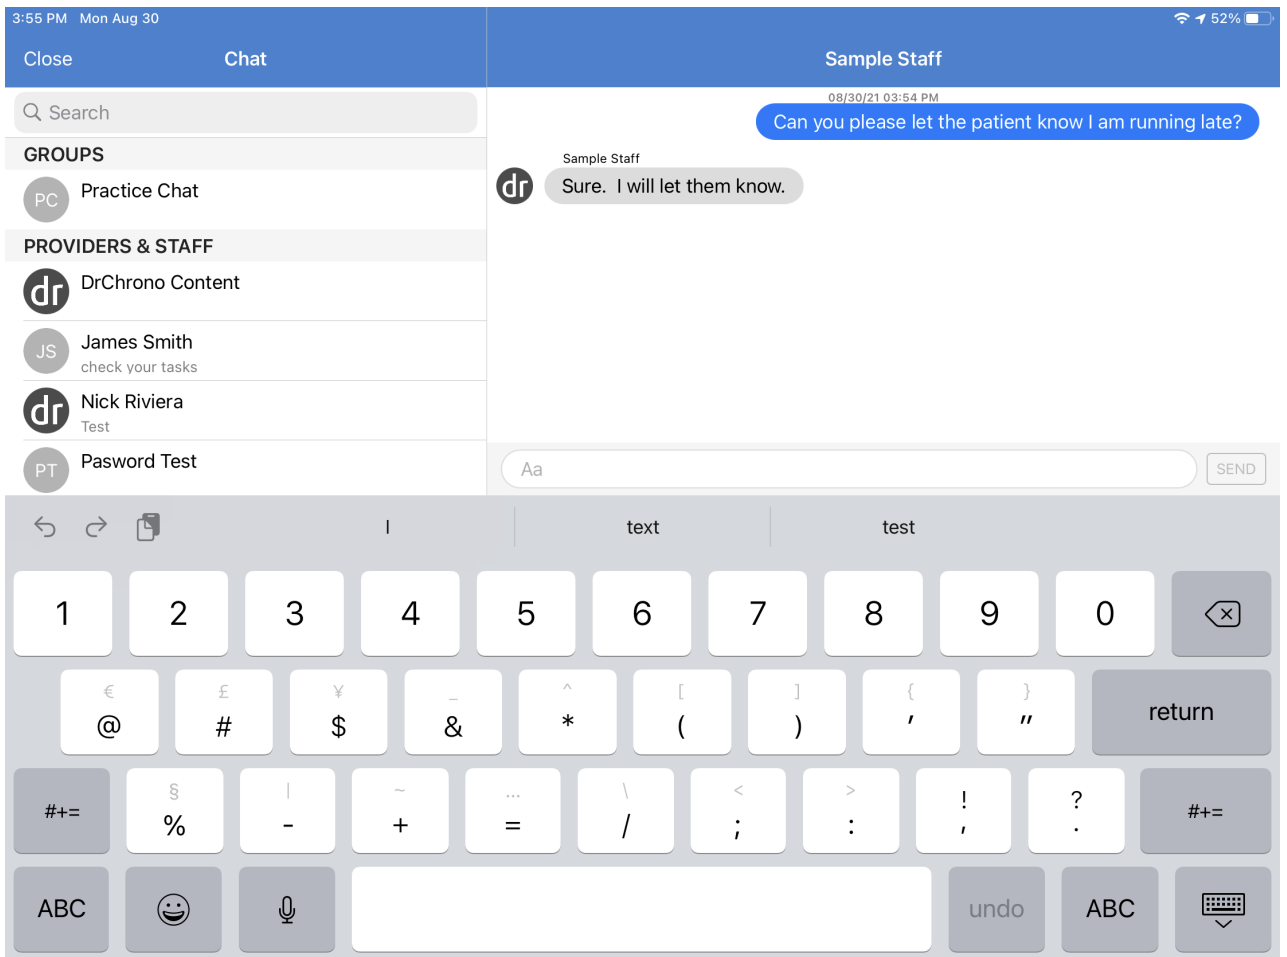 3:55 PM Mon Aug 30
52%
Close
Chat
Sample Staff
Search
GROUPS
PC
Practice Chat
PROVIDERS & STAFF
dr
DrChrono Content
JS
James Smith
check your tasks
dr
Nick Riviera
Test
PT
Pasword Test
08/30/21 03:54 PM
Can you please let the patient know I am running late?
Sample Staff
dr
Sure. I will let them know.
Aa
SEND
I text test
1 2 3 4 5 6 7 8 9 0
€ £ ¥ _ ^ [ ] { }
@ # $ & * ( ) ' "
return
§ | ~ … \ < > ! ?
#+= % - + = / ; : , . #+=
ABC undo ABC